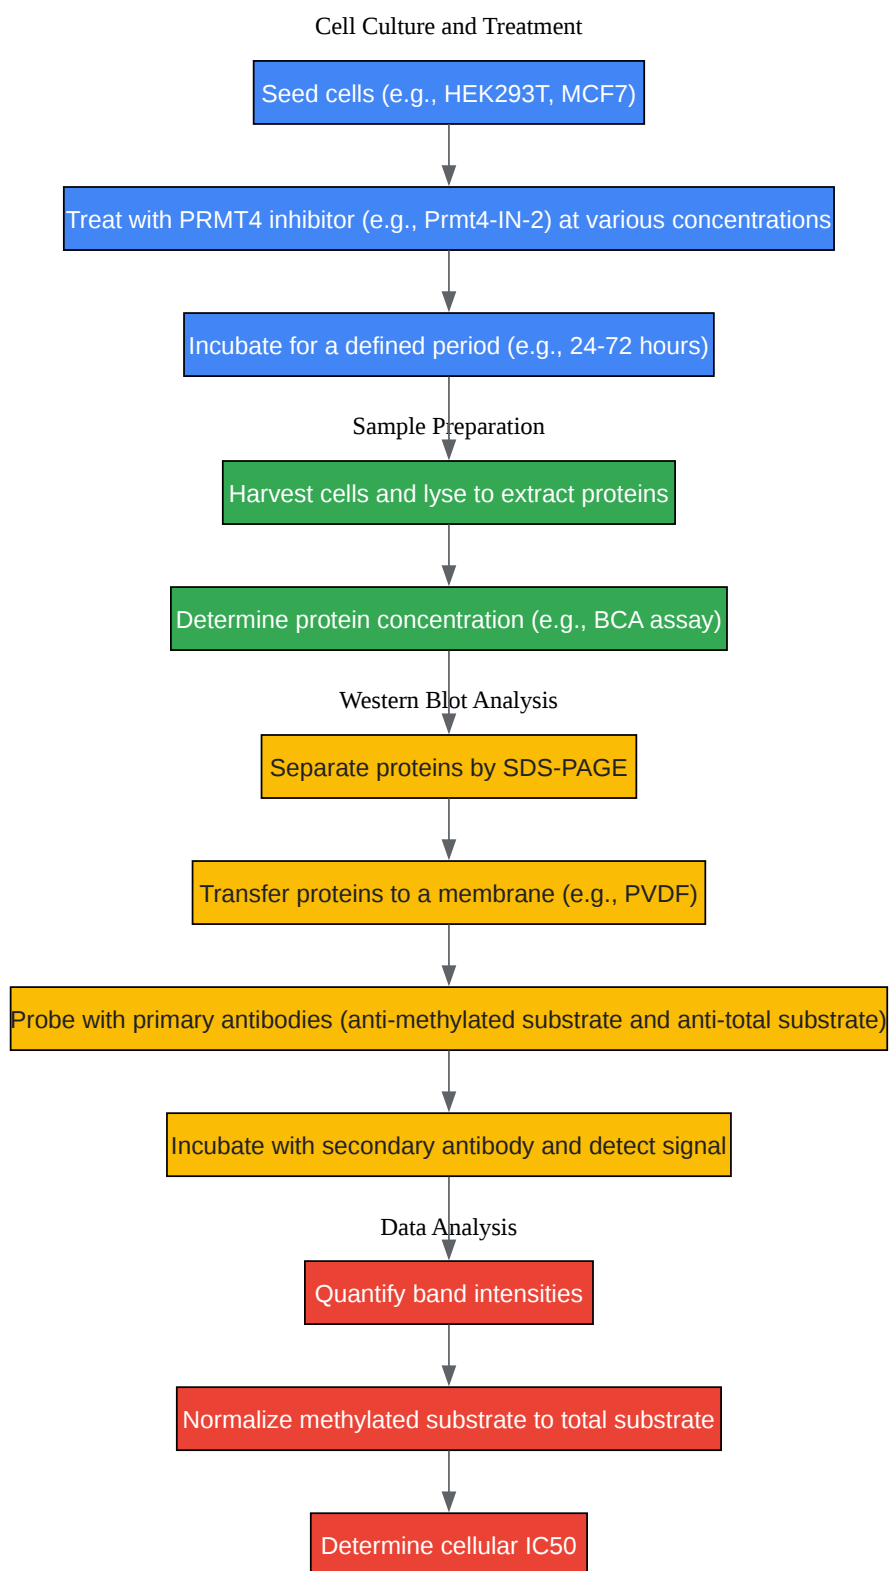 Cell Culture and Treatment
Seed cells (e.g., HEK293T, MCF7)
Treat with PRMT4 inhibitor (e.g., Prmt4-IN-2) at various concentrations
Incubate for a defined period (e.g., 24-72 hours)
Sample Preparation
Harvest cells and lyse to extract proteins
Determine protein concentration (e.g., BCA assay)
Western Blot Analysis
Separate proteins by SDS-PAGE
Transfer proteins to a membrane (e.g., PVDF)
Probe with primary antibodies (anti-methylated substrate and anti-total substrate)
Incubate with secondary antibody and detect signal
Data Analysis
Quantify band intensities
Normalize methylated substrate to total substrate
Determine cellular IC50